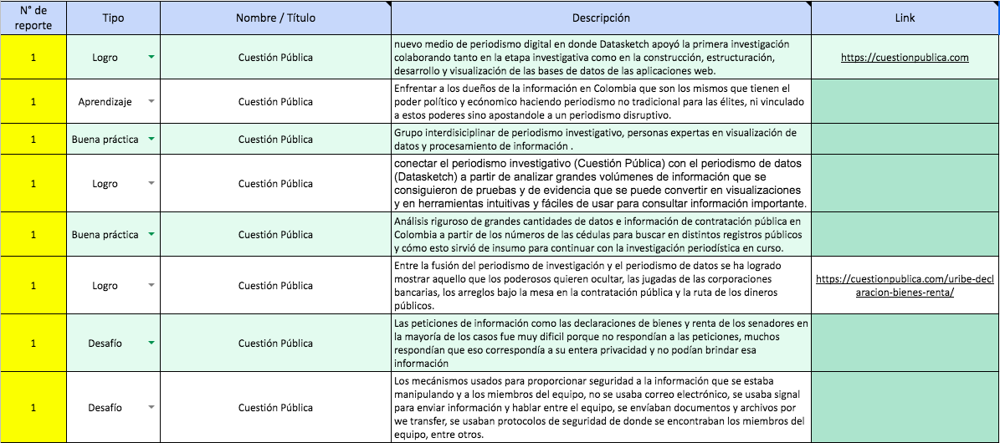 N° de
reporte
Tipo
Nombre / Título
Descripción
Link
1
Logro
Cuestión Pública
nuevo medio de periodismo digital en donde Datasketch apoyó la primera investigación
colaborando tanto en la etapa investigativa como en la construcción, estructuración,
desarrollo y visualización de las bases de datos de las aplicaciones web.
https://cuestionpublica.com
1
Aprendizaje
Cuestión Pública
Enfrentar a los dueños de la información en Colombia que son los mismos que tienen el
poder político y ecónomico haciendo periodismo no tradicional para las élites, ni vinculado
a estos poderes sino apostandole a un periodismo disruptivo.
1
Buena práctica
Cuestión Pública
Grupo interdisiciplinar de periodismo investigativo, personas expertas en visualización de
datos y procesamiento de información .
1
Logro
Cuestión Pública
conectar el periodismo investigativo (Cuestión Pública) con el periodismo de datos
(Datasketch) a partir de analizar grandes volúmenes de información que se
consiguieron de pruebas y de evidencia que se puede convertir en visualizaciones
y en herramientas intuitivas y fáciles de usar para consultar información importante.
1
Buena práctica
Cuestión Pública
Análisis riguroso de grandes cantidades de datos e información de contratación pública en
Colombia a partir de los números de las cédulas para buscar en distintos registros públicos
y cómo esto sirvió de insumo para continuar con la investigación periodística en curso.
1
Logro
Cuestión Pública
Entre la fusión del periodismo de investigación y el periodismo de datos se ha logrado
mostrar aquello que los poderosos quieren ocultar, las jugadas de las corporaciones
bancarias, los arreglos bajo la mesa en la contratación pública y la ruta de los dineros
públicos.
https://cuestionpublica.com/uribe-decl
aracion-bienes-renta/
1
Desafío
Cuestión Pública
Las peticiones de información como las declaraciones de bienes y renta de los senadores en
la mayoría de los casos fue muy dificil porque no respondían a las peticiones, muchos
respondían que eso correspondía a su entera privacidad y no podían brindar esa
información
1
Desafío
Cuestión Pública
Los mecánismos usados para proporcionar seguridad a la información que se estaba
manipulando y a los miembros del equipo, no se usaba correo electrónico, se usaba signal
para enviar información y hablar entre el equipo, se envíaban documentos y archivos por
we transfer, se usaban protocolos de seguridad de donde se encontraban los miembros del
equipo, entre otros.